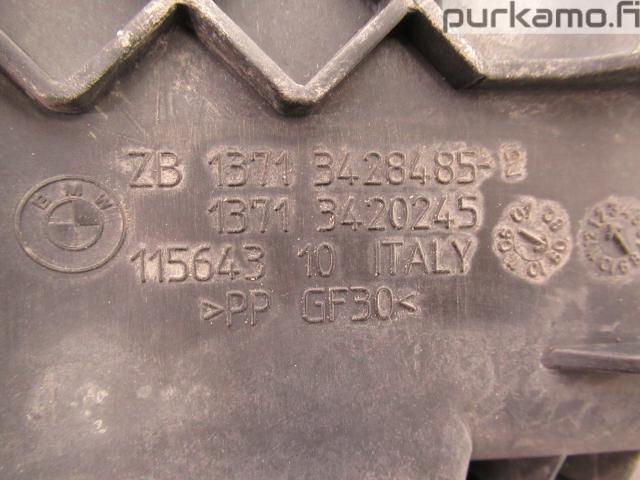 purkamo.fi
ZB 1371 3428485-2
BMW
1371 3420245
115643 10 ITALY
>PP GF30<